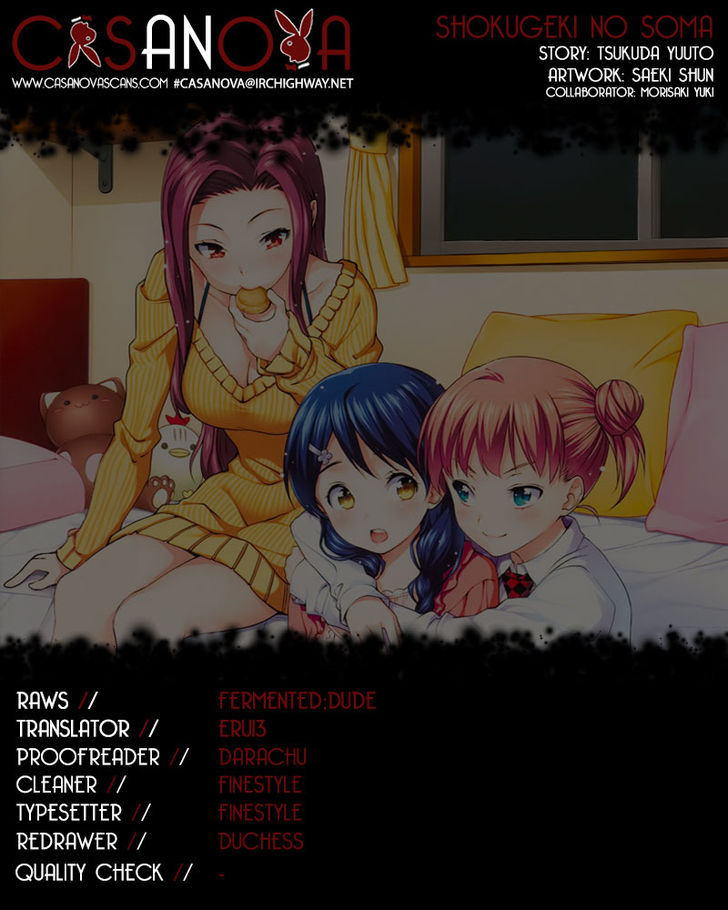 CASANOVA
WWW.CASANOVASCANS.COM #CASANOVA@IRCHIGHWAY.NET
SHOKUGEKI NO SOMA
STORY: TSUKUDA YUUTO
ARTWORK: SAEKI SHUN
COLLABORATOR: MORISAKI YUKI
RAWS // FERMENTED;DUDE
TRANSLATOR // ERU13
PROOFREADER // DARACHU
CLEANER // FINESTYLE
TYPESETTER // FINESTYLE
REDRAWER // DUCHESS
QUALITY CHECK // -